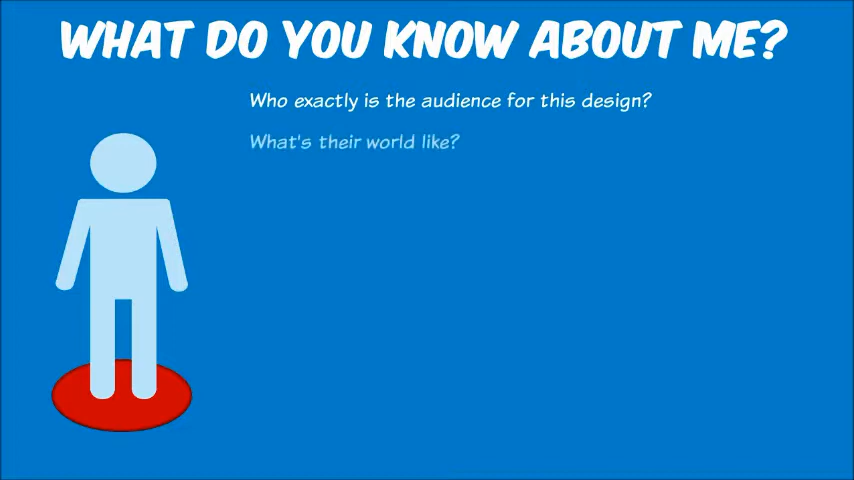 WHAT DO YOU KNOW ABOUT ME?
Who exactly is the audience for this design?
What's their world like?